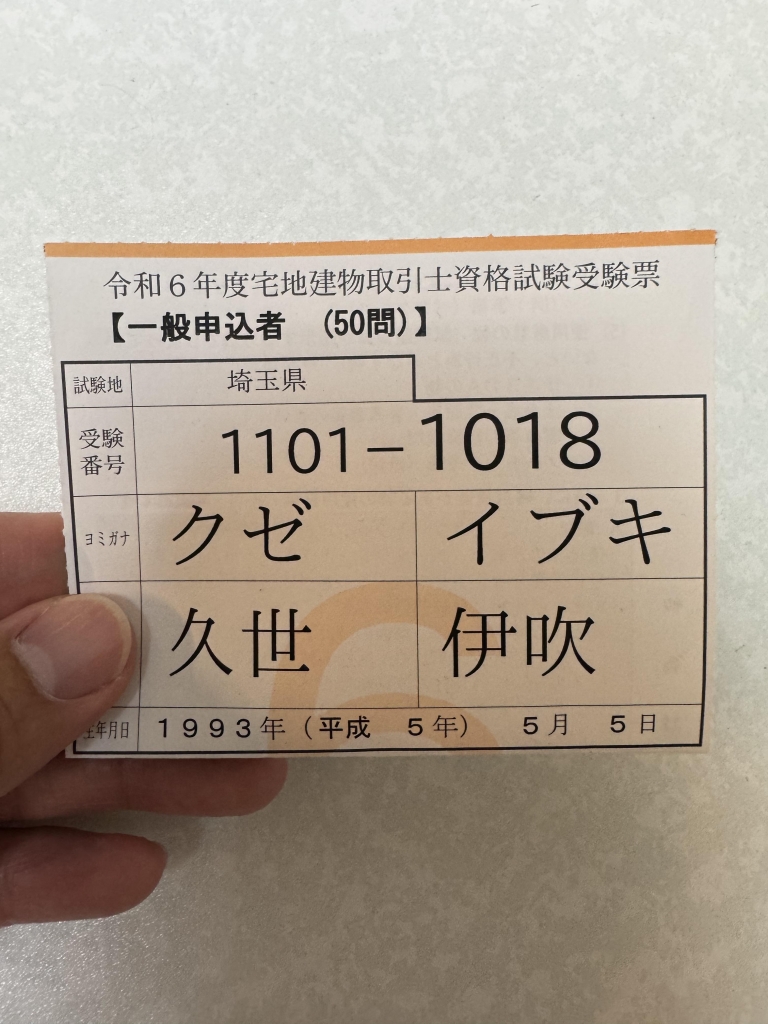 令和６年度宅地建物取引士資格試験受験票
【一般申込者　(50問)】
試験地　埼玉県
受験番号　1101－1018
ヨミガナ　クゼ　イブキ
久世　伊吹
年月日　１９９３年（平成　５年）　５月　５日